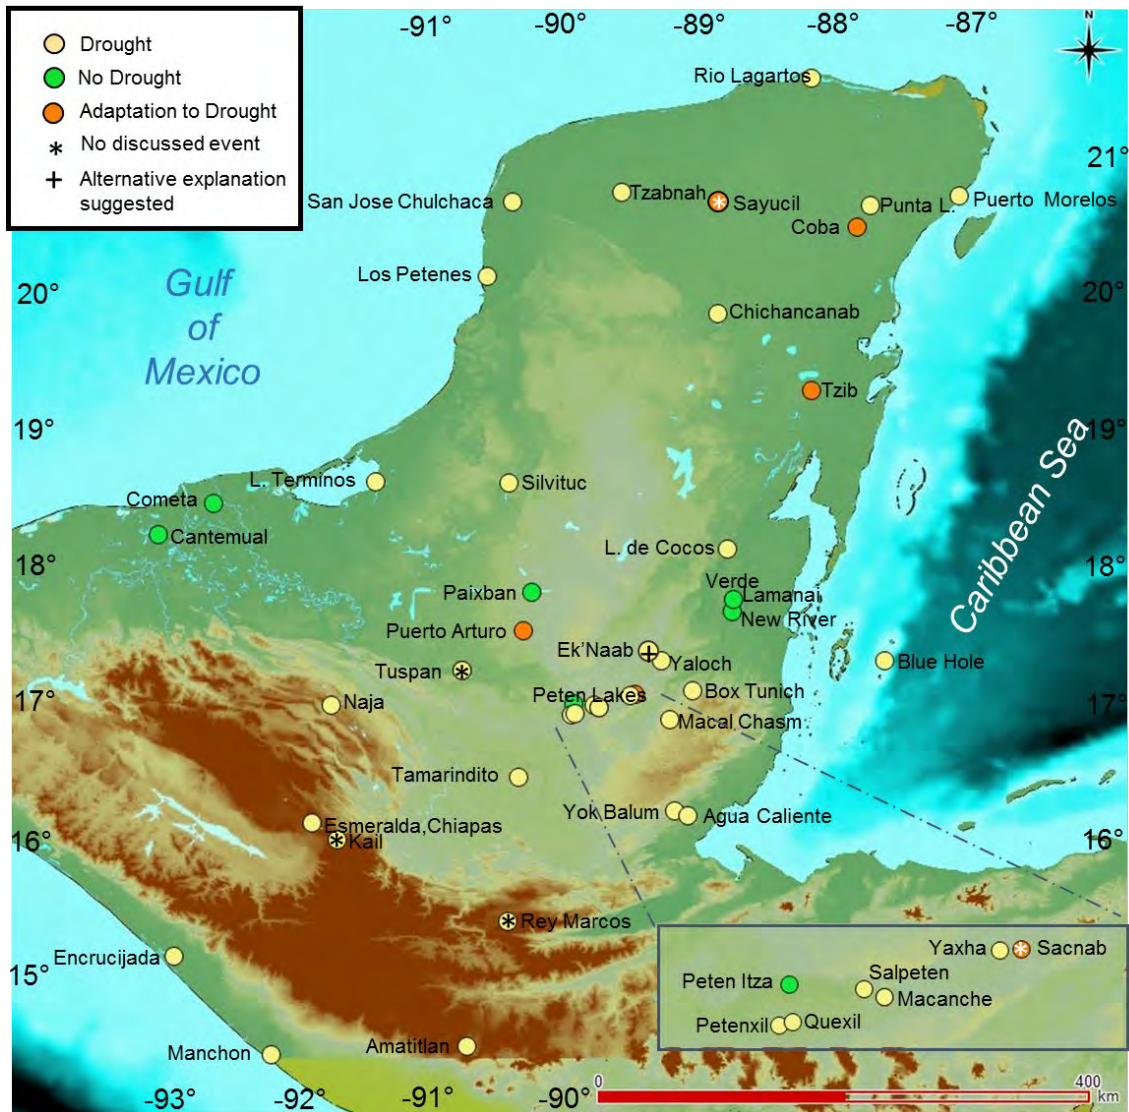 -91° -90° -88° -87°
N
Drought
No Drought
Adaptation to Drought
* No discussed event
+ Alternative explanation
suggested
Rio Lagartos
21°
San Jose Chulchaca
Tzabnah
Sayucil
Punta L.
Puerto Morelos
Coba
Los Petenes
Gulf
of
Mexico
20°
20°
Chichancanab
Tzib
19°
19°
Caribbean Sea
L. Terminos
Silvituc
Cometa
Cantemual
L. de Cocos
18°
18°
Verde
Paixban
Lamanai
New River
Puerto Arturo
Ek'Naab
Yaloch
Blue Hole
Tuspan
17°
Naja
Peten Lakes
Box Tunich
17°
Macal Chasm
Tamarindito
Yok Balum
Agua Caliente
Esmeralda,Chiapas
Kail
16°
16°
Rey Marcos
Encrucijada
15°
Yaxha
Sacnab
Peten Itza
Salpeten
Macanche
Petenxil
Quexil
Manchon
Amatitlan
0
400
km
-93° -92° -91° -90°